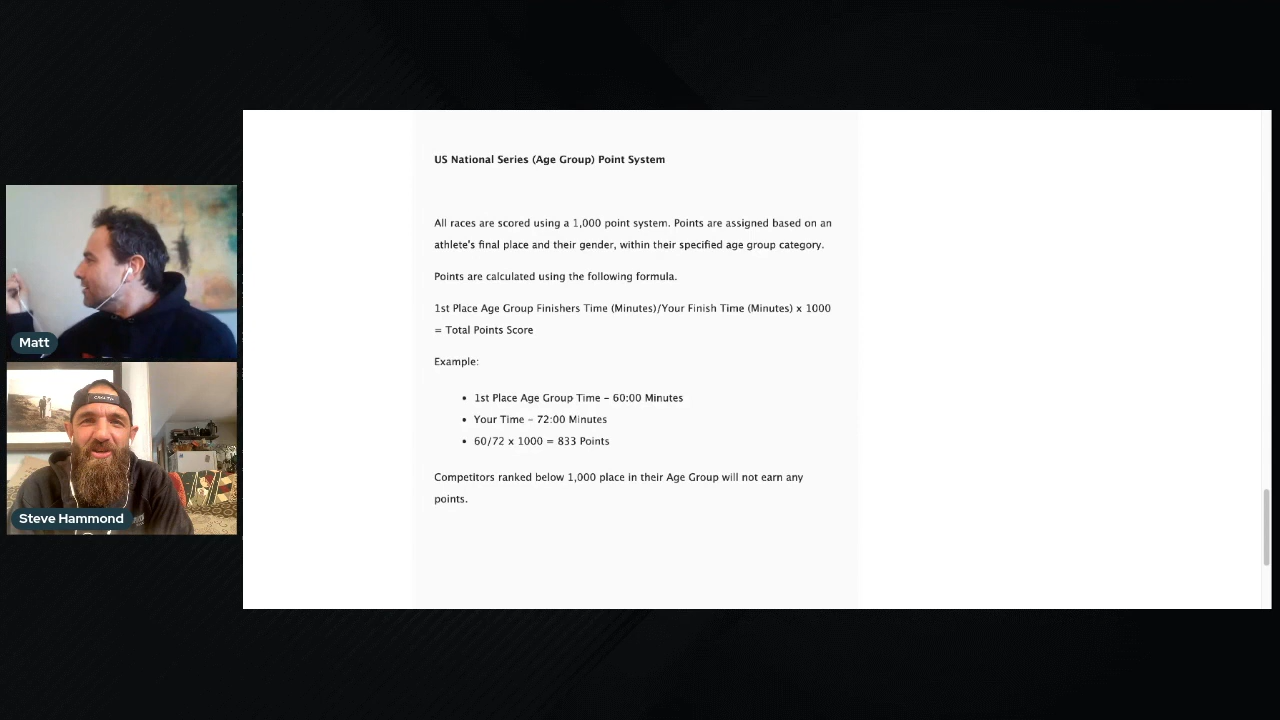 US National Series (Age Group) Point System
All races are scored using a 1,000 point system. Points are assigned based on an
athlete's final place and their gender, within their specified age group category.
Points are calculated using the following formula.
1st Place Age Group Finishers Time (Minutes)/Your Finish Time (Minutes) x 1000
= Total Points Score
Example:
• 1st Place Age Group Time – 60:00 Minutes
• Your Time – 72:00 Minutes
• 60/72 x 1000 = 833 Points
Competitors ranked below 1,000 place in their Age Group will not earn any
points.
Matt
Steve Hammond